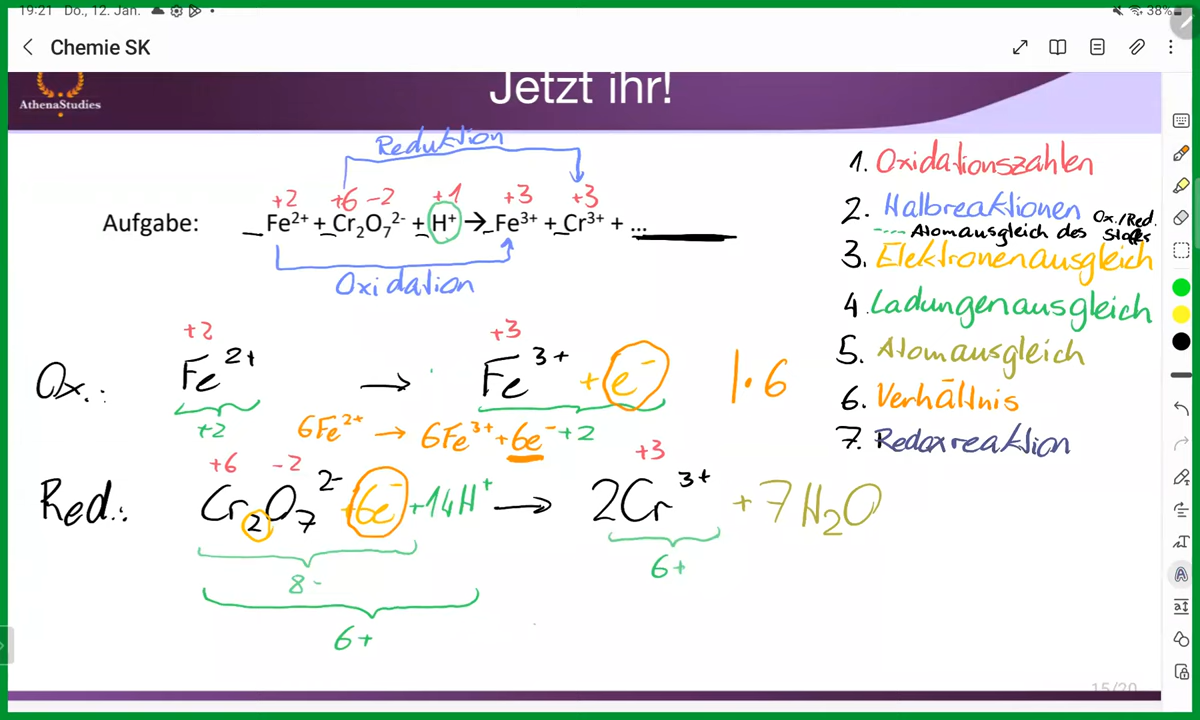 19:21 Do., 12. Jan. 38%
Chemie SK
AthenaStudies
Jetzt ihr!
Reduktion
+2 +6 -2 +1 +3 +3
Aufgabe: _Fe²⁺ + _Cr₂O₇²⁻ + _H⁺ → _Fe³⁺ + _Cr³⁺ + ...
Oxidation
1. Oxidationszahlen
2. Halbreaktionen Ox./Red.
Atomausgleich des Stoffes
3. Elektronenausgleich
4. Ladungenausgleich
5. Atomausgleich
6. Verhältnis
7. Redoxreaktion
+2 +3
Ox.: Fe²⁺ → Fe³⁺ + e⁻ |·6
+2 +2
6Fe²⁺ → 6Fe³⁺ + 6e⁻
+6 -2 +3
Red.: Cr₂O₇²⁻ + 6e⁻ + 14H⁺ → 2Cr³⁺ + 7H₂O
8- 6+
6+
15/20